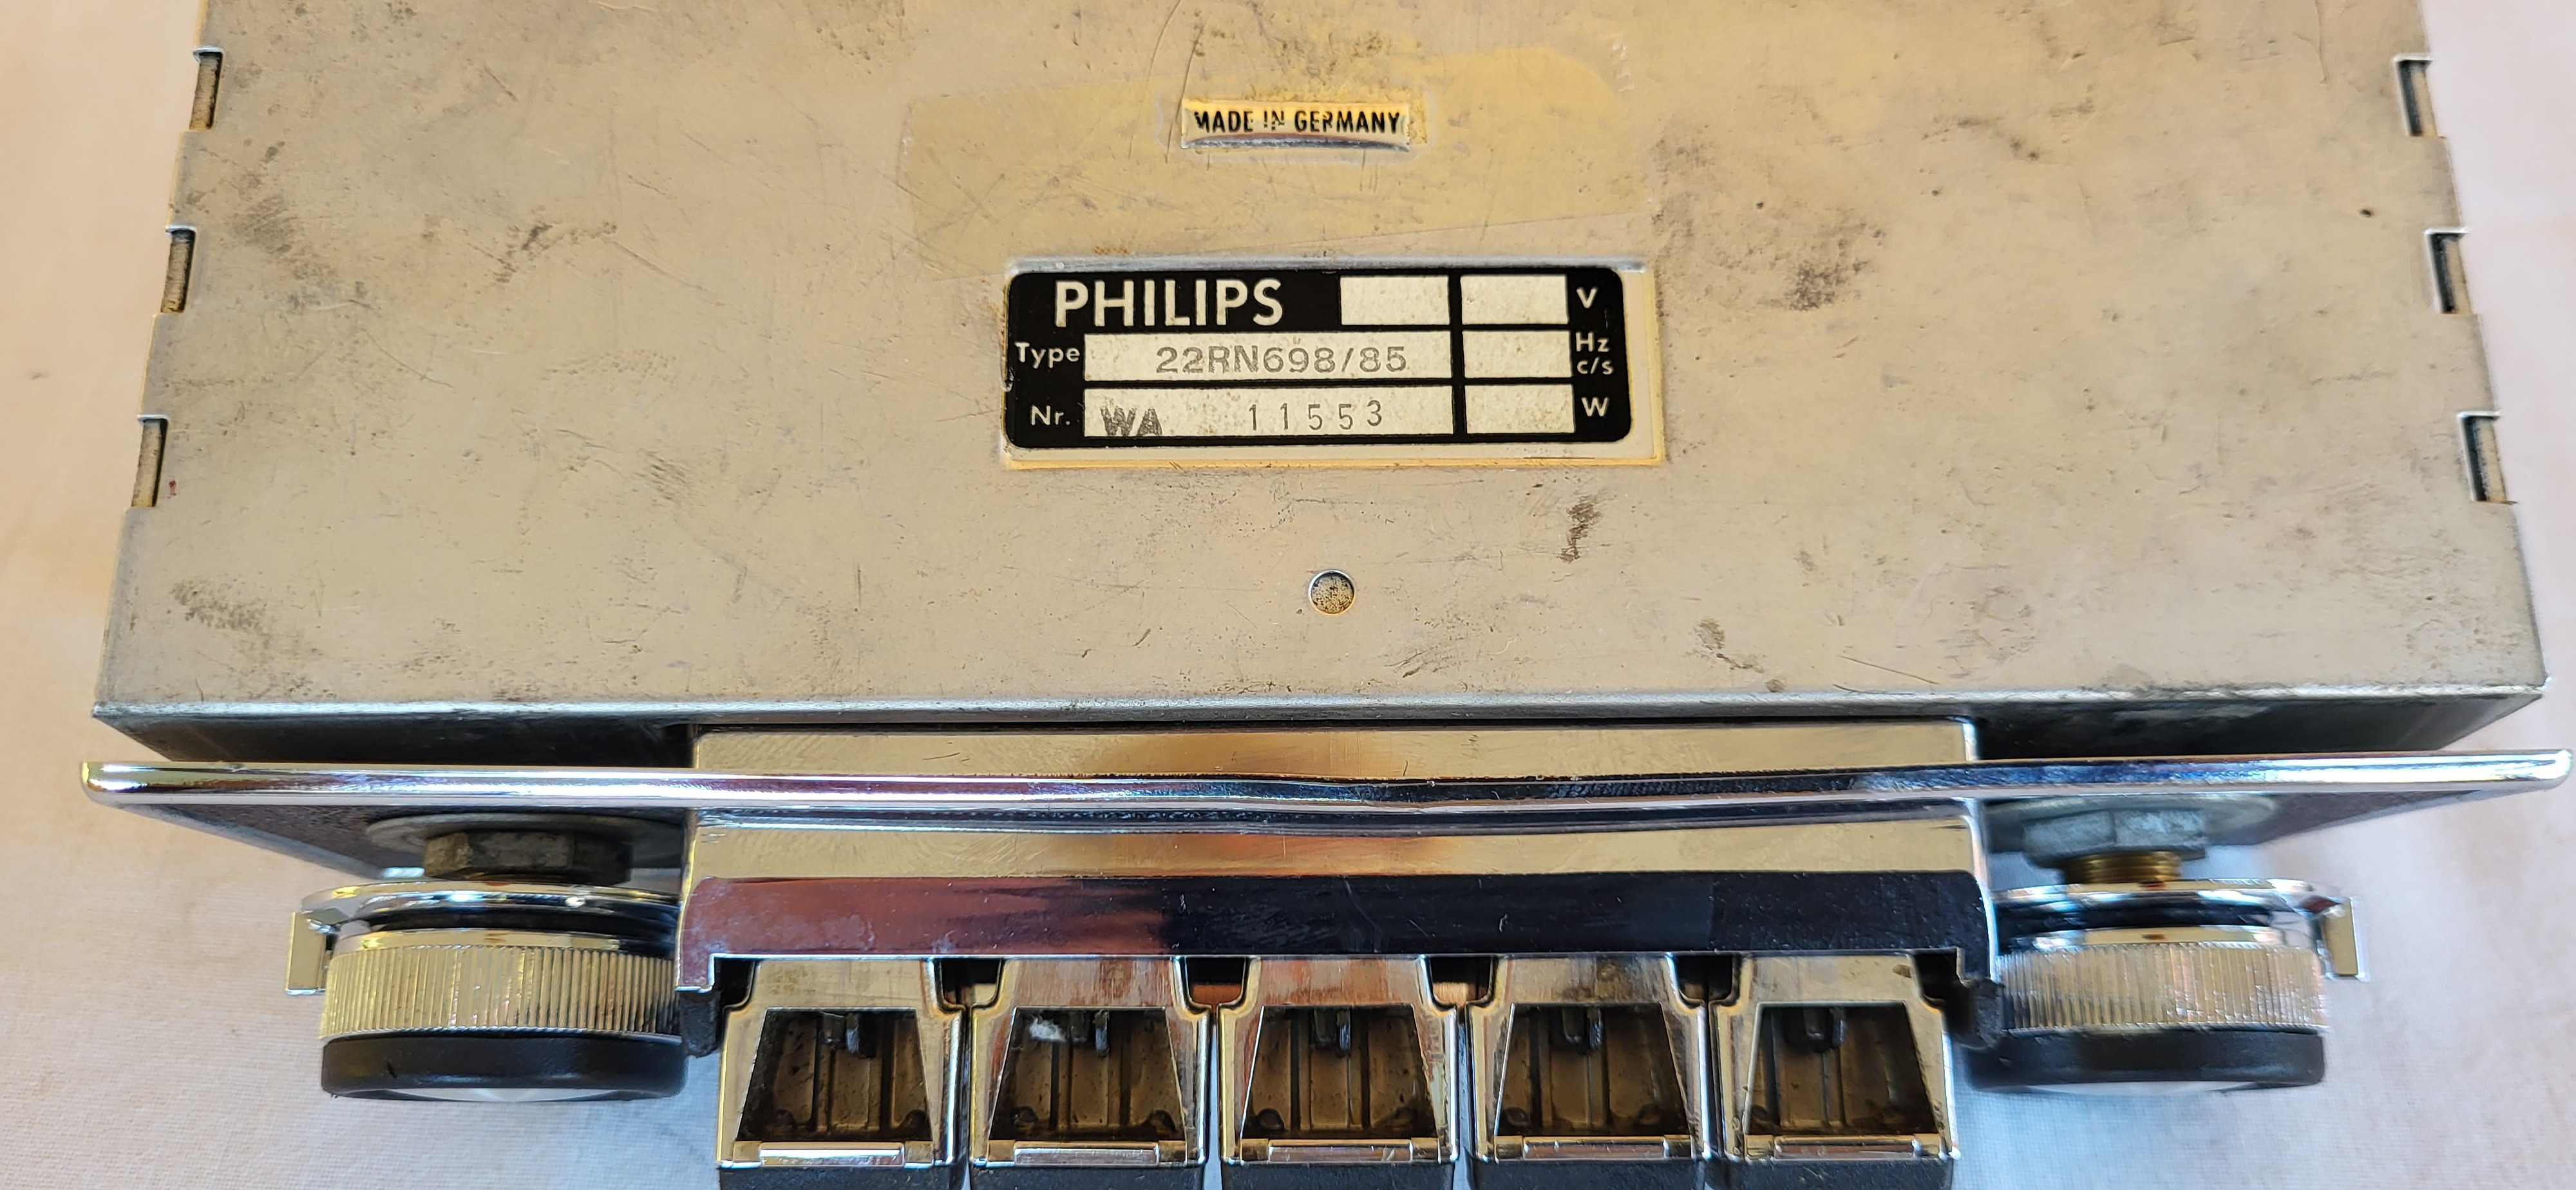 MADE IN GERMANY
PHILIPS V
Type 22RN698/85 Hz
c/s
Nr. WA 11553 W